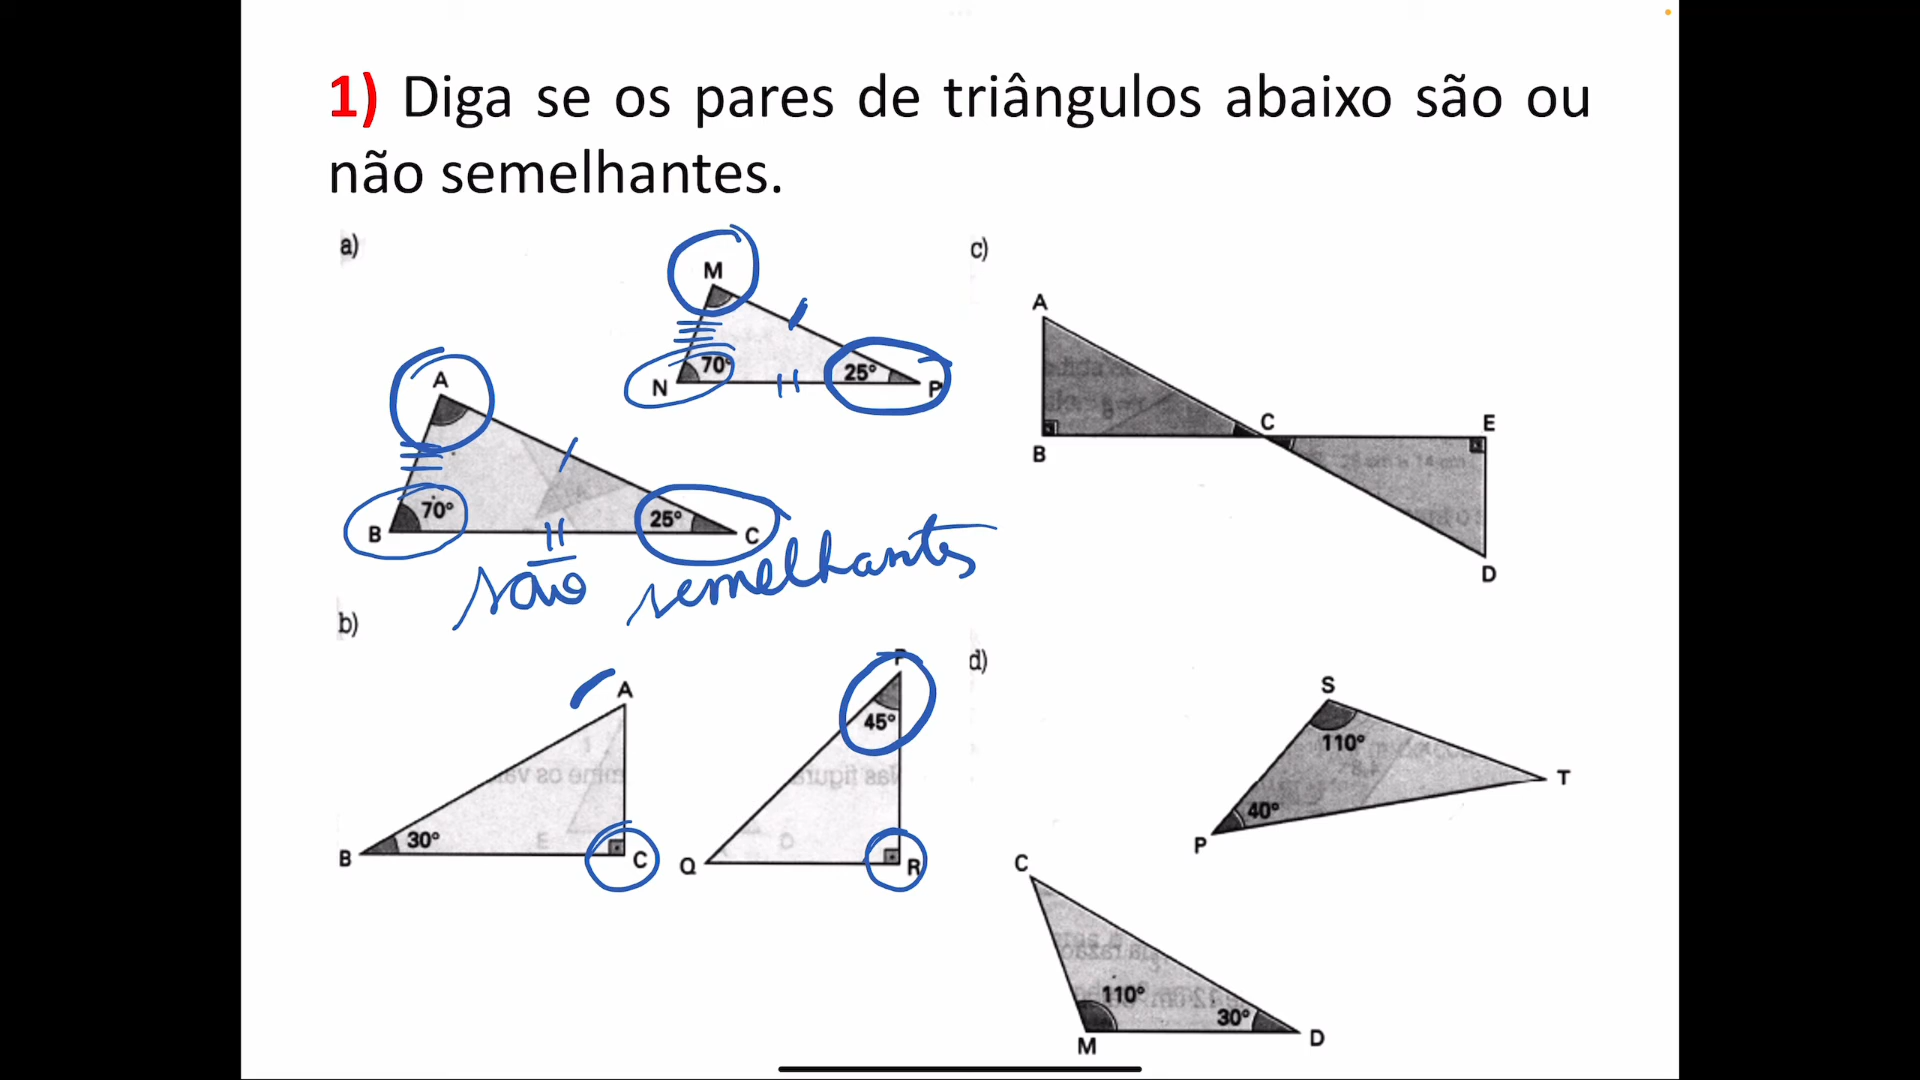 1) Diga se os pares de triângulos abaixo são ou
não semelhantes.
a)
M
N
70°
25°
P
A
B
70°
25°
C
são semelhantes
b)
A
B
30°
C
P
45°
Q
R
c)
A
B
C
E
D
d)
S
110°
40°
P
T
C
110°
30°
M
D